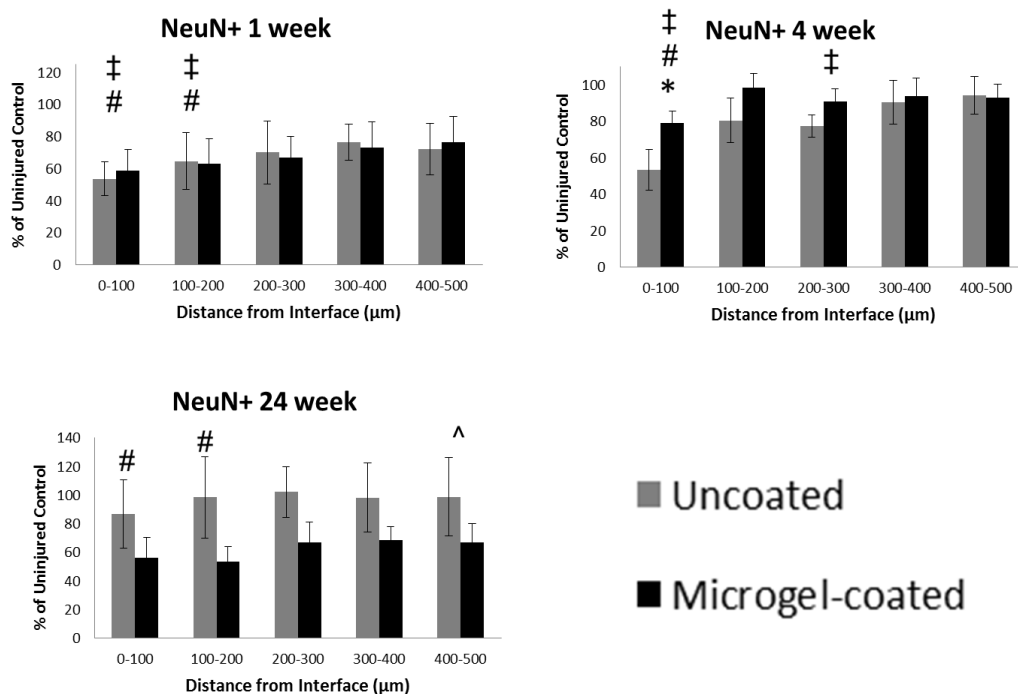 NeuN+ 1 week
‡ ‡
# #
% of Uninjured Control
120
100
80
60
40
20
0
0-100 100-200 200-300 300-400 400-500
Distance from Interface (µm)
NeuN+ 4 week
‡
# ‡
*
% of Uninjured Control
100
80
60
40
20
0
0-100 100-200 200-300 300-400 400-500
Distance from Interface (µm)
NeuN+ 24 week
# # ^
% of Uninjured Control
140
120
100
80
60
40
20
0
0-100 100-200 200-300 300-400 400-500
Distance from Interface (µm)
Uncoated
Microgel-coated